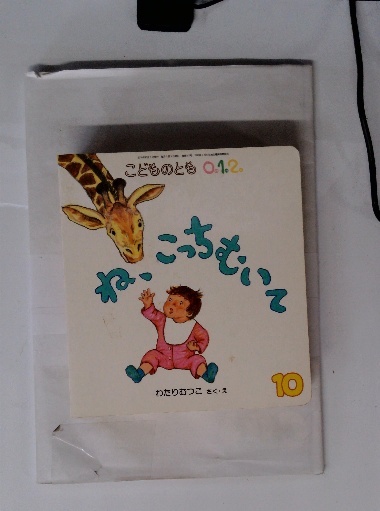 こどものとも 0.1.2.
ね、こっちむいて
わたりむつこ さく・え
10